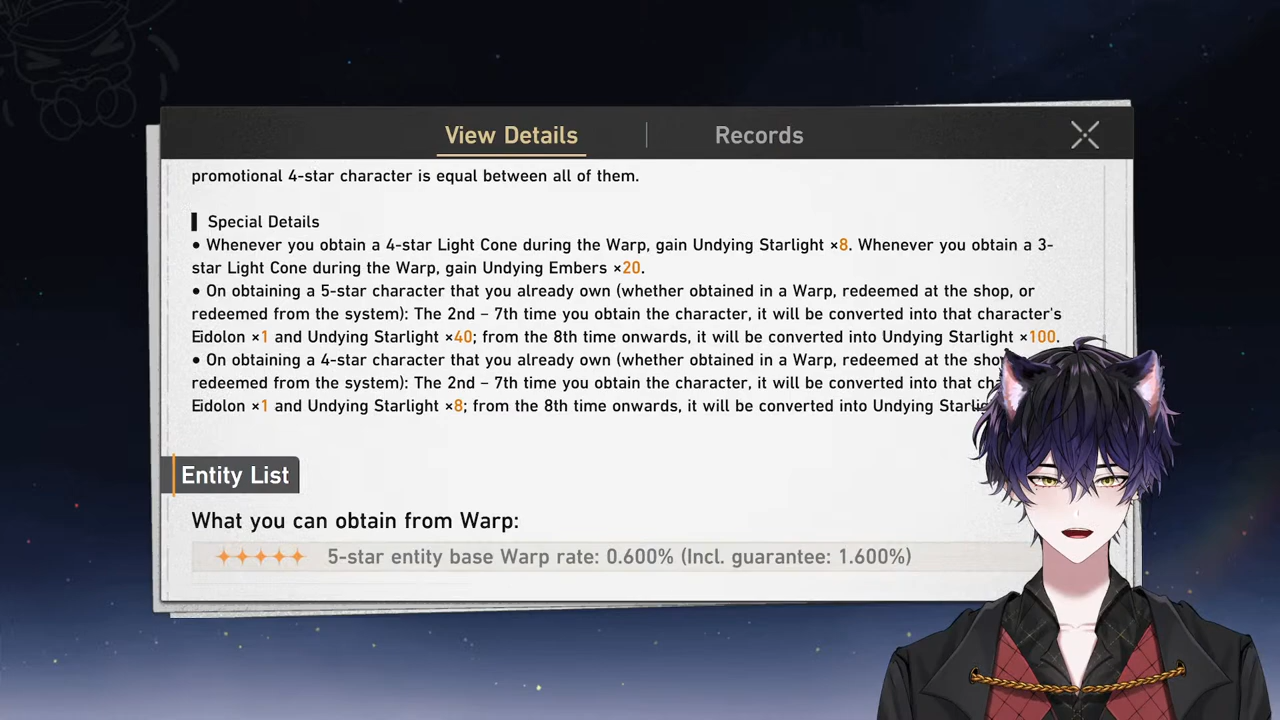 View Details
Records
promotional 4-star character is equal between all of them.
Special Details
● Whenever you obtain a 4-star Light Cone during the Warp, gain Undying Starlight ×8. Whenever you obtain a 3-
star Light Cone during the Warp, gain Undying Embers ×20.
● On obtaining a 5-star character that you already own (whether obtained in a Warp, redeemed at the shop, or
redeemed from the system): The 2nd – 7th time you obtain the character, it will be converted into that character's
Eidolon ×1 and Undying Starlight ×40; from the 8th time onwards, it will be converted into Undying Starlight ×100.
● On obtaining a 4-star character that you already own (whether obtained in a Warp, redeemed at the
redeemed from the system): The 2nd – 7th time you obtain the character, it will be converted into that
Eidolon ×1 and Undying Starlight ×8; from the 8th time onwards, it will be converted into Undying
Entity List
What you can obtain from Warp:
5-star entity base Warp rate: 0.600% (Incl. guarantee: 1.600%)